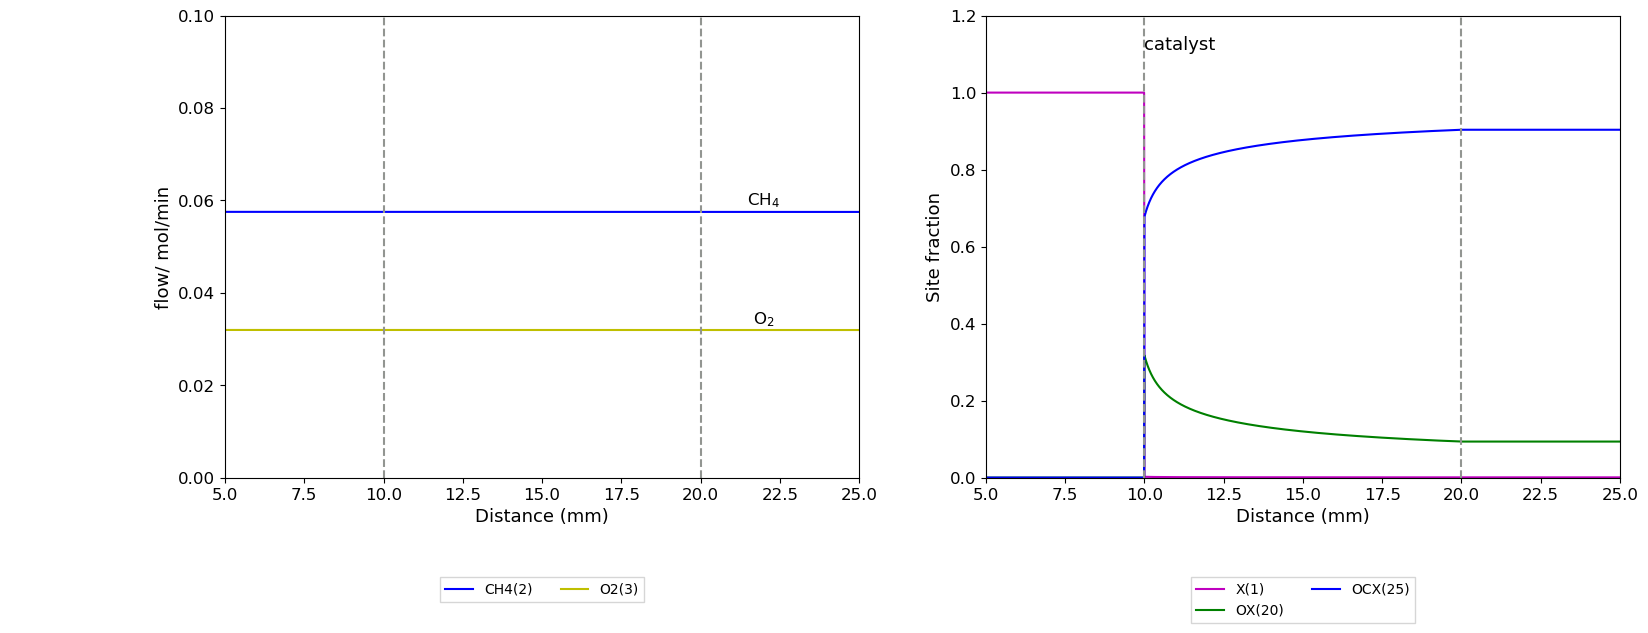 0.10
0.08
0.06
0.04
0.02
0.00
flow/ mol/min
CH₄
O₂
5.0 7.5 10.0 12.5 15.0 17.5 20.0 22.5 25.0
Distance (mm)
CH4(2) O2(3)
1.2
1.0
0.8
0.6
0.4
0.2
0.0
Site fraction
catalyst
5.0 7.5 10.0 12.5 15.0 17.5 20.0 22.5 25.0
Distance (mm)
X(1) OCX(25)
OX(20)